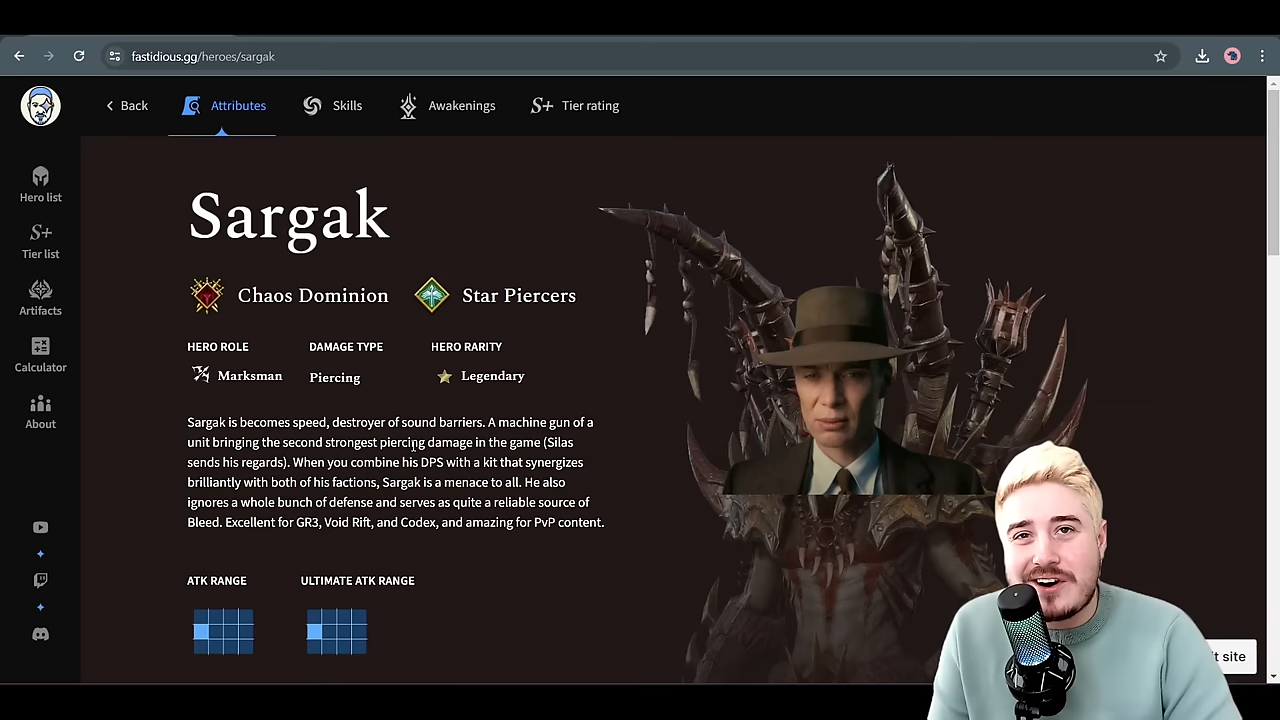 fastidious.gg/heroes/sargak
Back
Attributes
Skills
Awakenings
S+ Tier rating
Hero list
S+
Tier list
Artifacts
Calculator
About
Sargak
Chaos Dominion
Star Piercers
HERO ROLE
DAMAGE TYPE
HERO RARITY
Marksman
Piercing
Legendary
Sargak is becomes speed, destroyer of sound barriers. A machine gun of a
unit bringing the second strongest piercing damage in the game (Silas
sends his regards). When you combine his DPS with a kit that synergizes
brilliantly with both of his factions, Sargak is a menace to all. He also
ignores a whole bunch of defense and serves as quite a reliable source of
Bleed. Excellent for GR3, Void Rift, and Codex, and amazing for PvP content.
ATK RANGE
ULTIMATE ATK RANGE
site